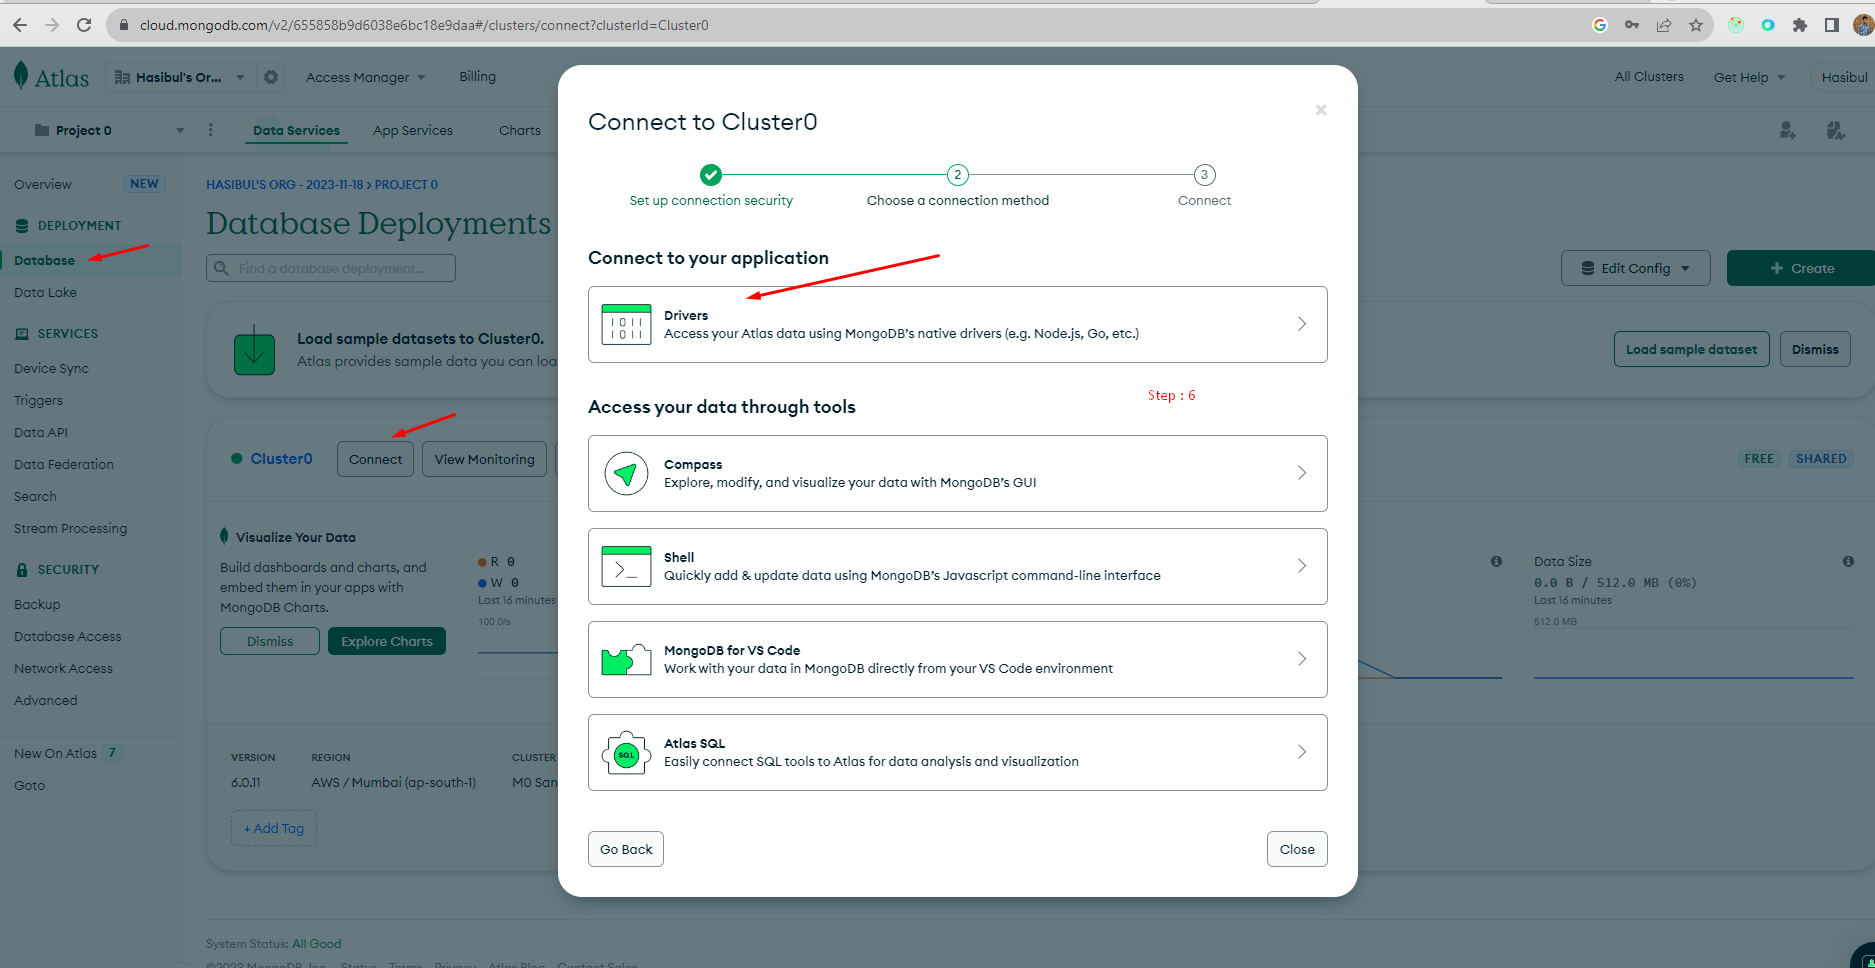 cloud.mongodb.com/v2/655858b9d6038e6bc18e9daa#/clusters/connect?clusterId=Cluster0
Atlas
Hasibul's Or...
Access Manager
Billing
All Clusters
Get Help
Hasibul
Project 0
Data Services
App Services
Charts
Overview
NEW
DEPLOYMENT
Database
Data Lake
SERVICES
Device Sync
Triggers
Data API
Data Federation
Search
Stream Processing
SECURITY
Backup
Database Access
Network Access
Advanced
New On Atlas 7
Goto
HASIBUL'S ORG - 2023-11-18 > PROJECT 0
Database Deployments
Find a database deployment...
Edit Config
+ Create
Load sample datasets to Cluster0.
Atlas provides sample data you can loa
Load sample dataset
Dismiss
Cluster0
Connect
View Monitoring
FREE
SHARED
Visualize Your Data
Build dashboards and charts, and
embed them in your apps with
MongoDB Charts.
Dismiss
Explore Charts
R 0
W 0
Last 16 minutes
100.0/s
Data Size
0.0 B / 512.0 MB (0%)
Last 16 minutes
512.0 MB
VERSION
REGION
CLUSTER
6.0.11
AWS / Mumbai (ap-south-1)
M0 San
+ Add Tag
System Status: All Good
©2023 MongoDB, Inc. Status Terms Privacy Atlas Blog Contact Sales
Connect to Cluster0
×
2
3
Set up connection security
Choose a connection method
Connect
Connect to your application
1011
1011
Drivers
Access your Atlas data using MongoDB's native drivers (e.g. Node.js, Go, etc.)
Step : 6
Access your data through tools
Compass
Explore, modify, and visualize your data with MongoDB's GUI
>_
Shell
Quickly add & update data using MongoDB's Javascript command-line interface
MongoDB for VS Code
Work with your data in MongoDB directly from your VS Code environment
SQL
Atlas SQL
Easily connect SQL tools to Atlas for data analysis and visualization
Go Back
Close